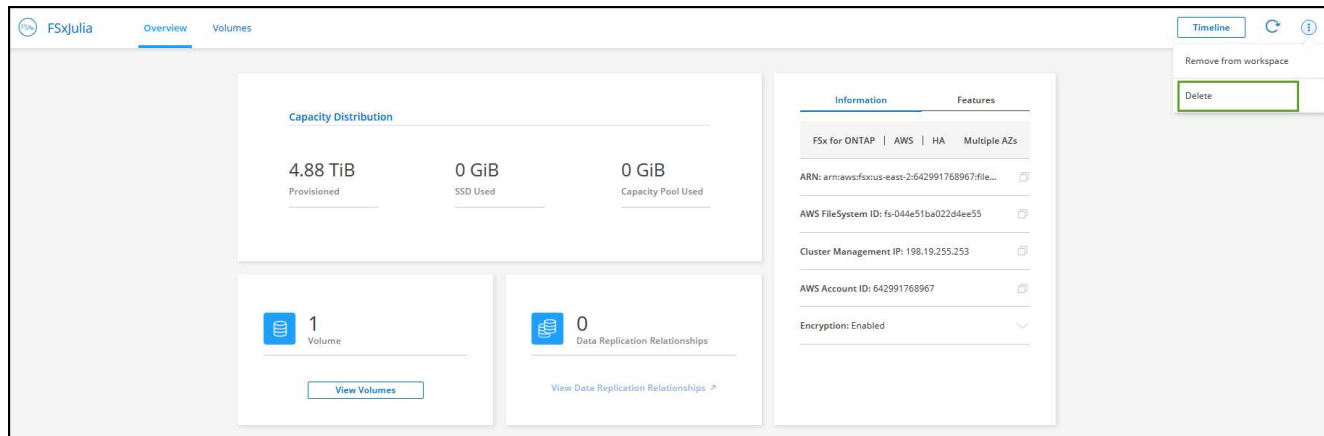 FSxJulia
Overview
Volumes
Timeline
Remove from workspace
Delete
Capacity Distribution
4.88 TiB
Provisioned
0 GiB
SSD Used
0 GiB
Capacity Pool Used
1
Volume
View Volumes
0
Data Replication Relationships
View Data Replication Relationships
Information
Features
FSx for ONTAP | AWS | HA Multiple AZs
ARN: arn:aws:fsx:us-east-2:642991768967:file...
AWS FileSystem ID: fs-044e51ba022d4ee55
Cluster Management IP: 198.19.255.253
AWS Account ID: 642991768967
Encryption: Enabled